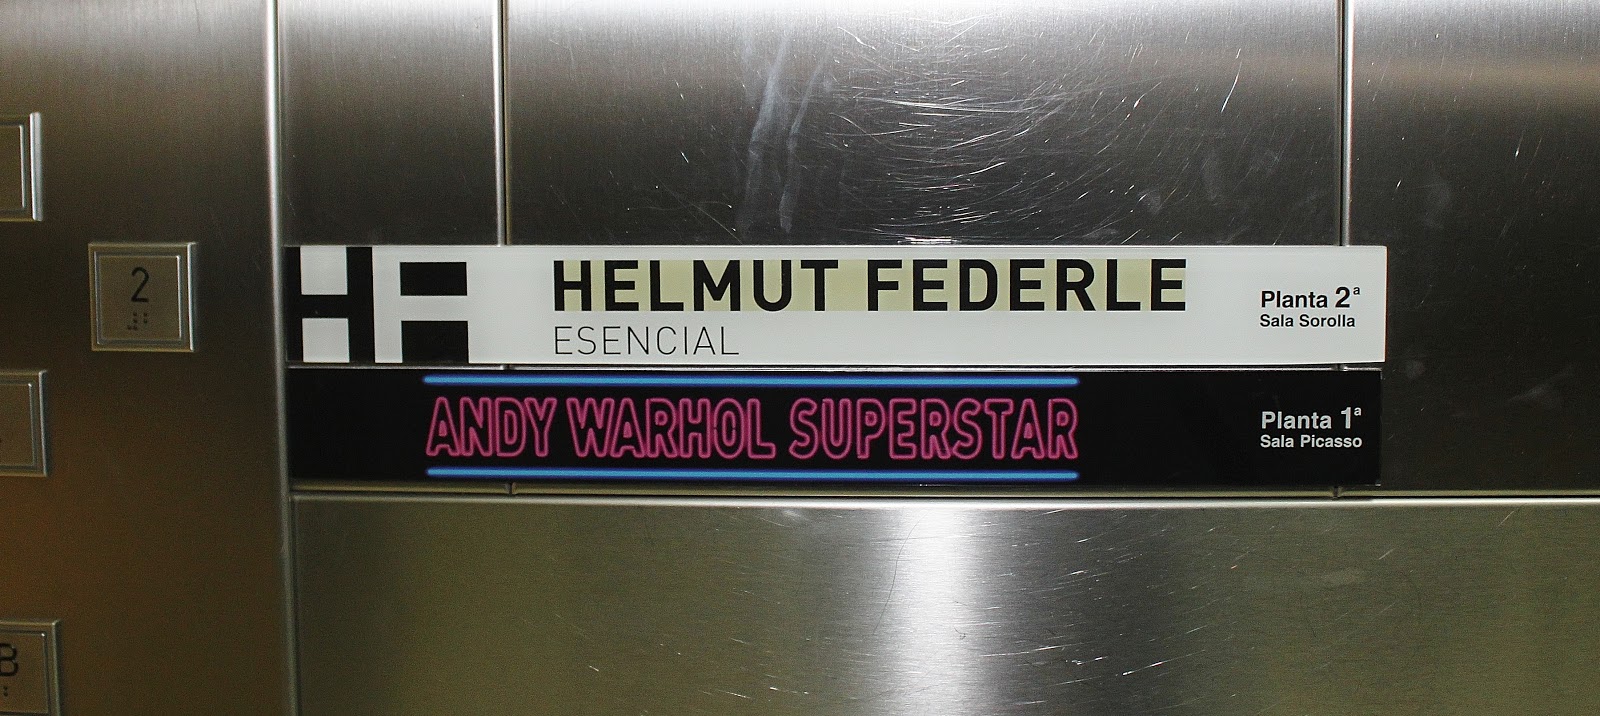 2
HELMUT FEDERLE
ESENCIAL
Planta 2ª
Sala Sorolla
ANDY WARHOL SUPERSTAR
Planta 1ª
Sala Picasso
B